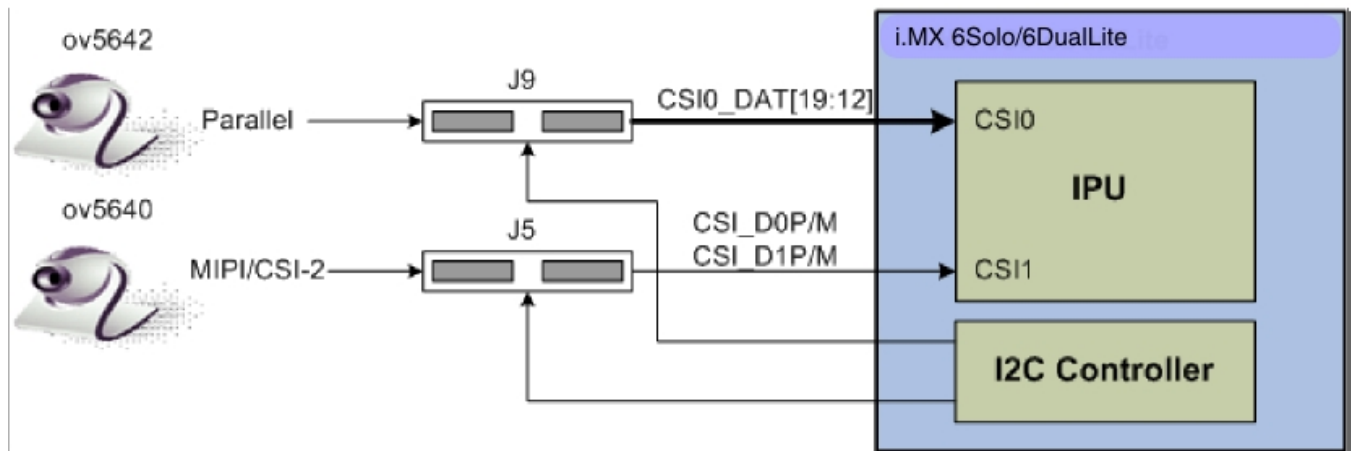 ov5642
i.MX 6Solo/6DualLite
J9
CSI0_DAT[19:12]
Parallel
CSI0
IPU
ov5640
J5
CSI_D0P/M
CSI_D1P/M
MIPI/CSI-2
CSI1
I2C Controller